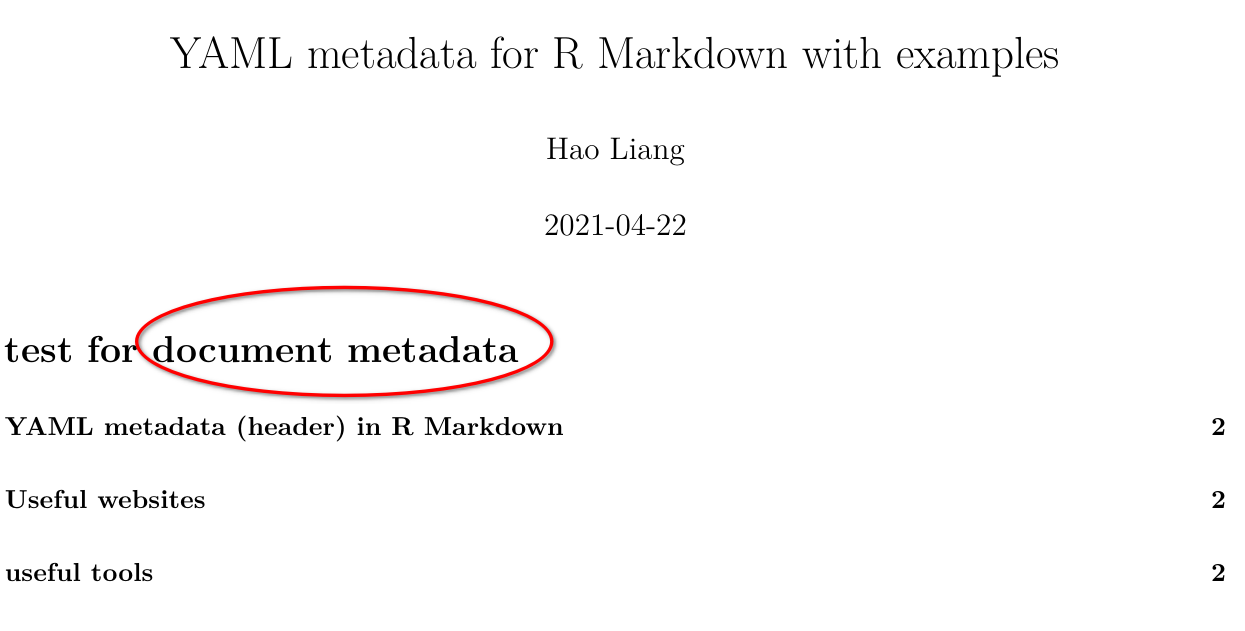 YAML metadata for R Markdown with examples
Hao Liang
2021-04-22
test for document metadata
YAML metadata (header) in R Markdown 2
Useful websites 2
useful tools 2